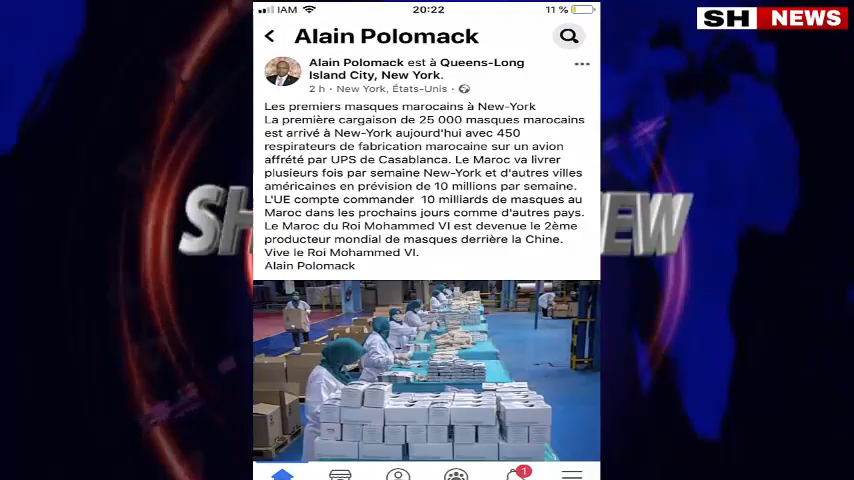 IAM
20:22
11 %
SH NEWS
Alain Polomack
Alain Polomack est à Queens-Long
Island City, New York.
2 h · New York, États-Unis ·
Les premiers masques marocains à New-York
La première cargaison de 25 000 masques marocains
est arrivé à New-York aujourd'hui avec 450
respirateurs de fabrication marocaine sur un avion
affrété par UPS de Casablanca. Le Maroc va livrer
plusieurs fois par semaine New-York et d'autres villes
américaines en prévision de 10 millions par semaine.
L'UE compte commander 10 milliards de masques au
Maroc dans les prochains jours comme d'autres pays.
Le Maroc du Roi Mohammed VI est devenue le 2ème
producteur mondial de masques derrière la Chine.
Vive le Roi Mohammed VI.
Alain Polomack
1